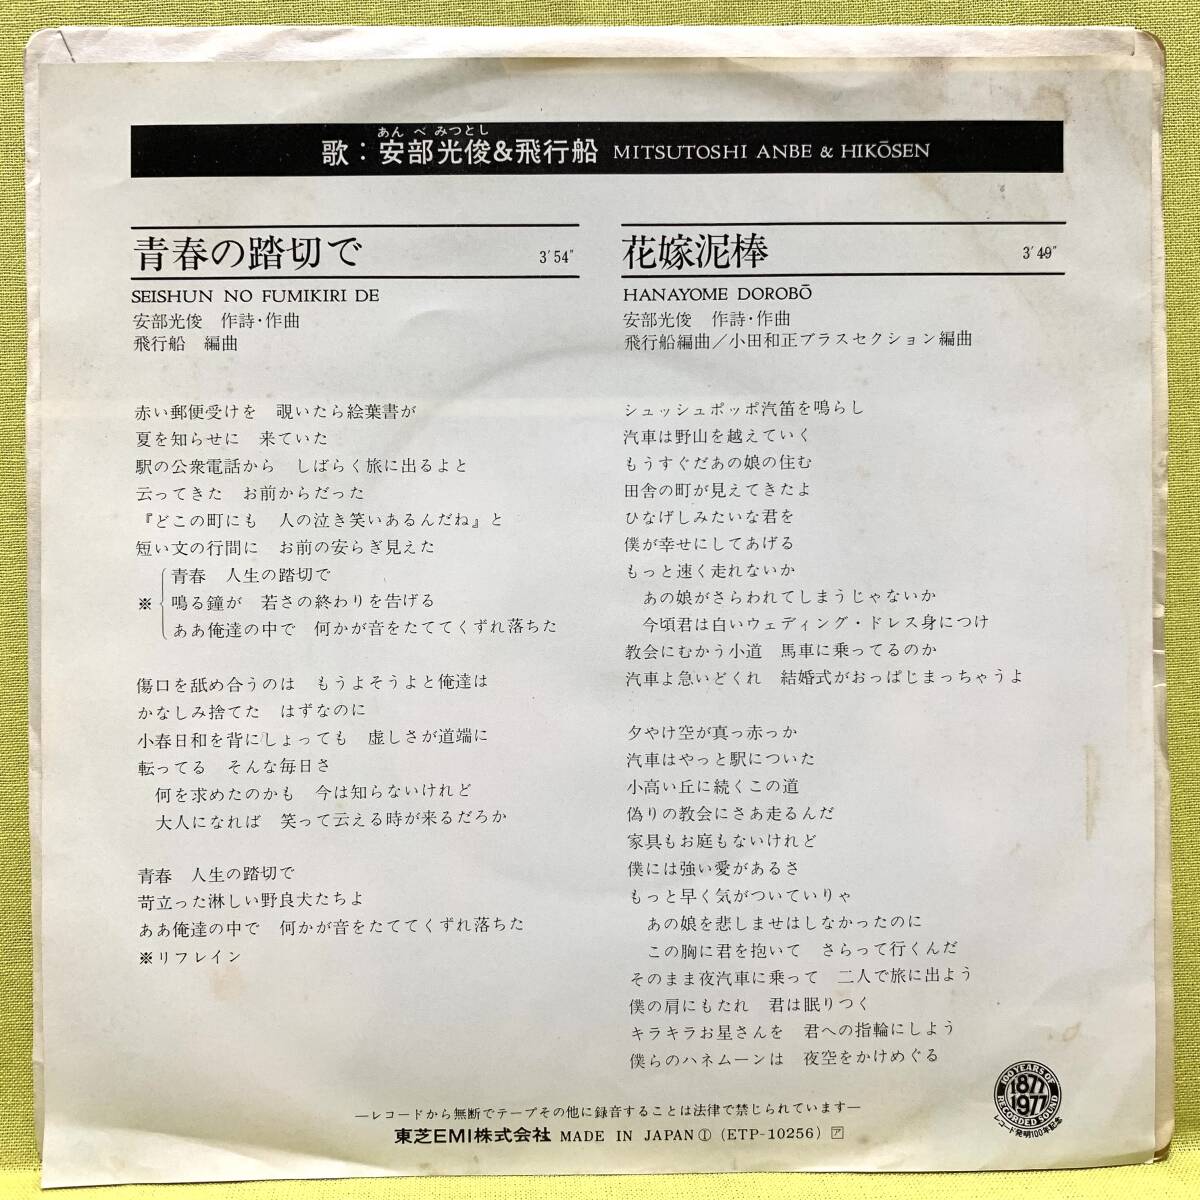 あんべみつとし
歌：安部光俊&飛行船 MITSUTOSHI ANBE & HIKŌSEN
青春の踏切で 3′54″
SEISHUN NO FUMIKIRI DE
安部光俊　作詩・作曲
飛行船　編曲
赤い郵便受けを　覗いたら絵葉書が
夏を知らせに　来ていた
駅の公衆電話から　しばらく旅に出るよと
云ってきた　お前からだった
『どこの町にも　人の泣き笑いあるんだね』と
短い文の行間に　お前の安らぎ見えた
青春　人生の踏切で
※ 鳴る鐘が　若さの終わりを告げる
ああ俺達の中で　何かが音をたててくずれ落ちた
傷口を舐め合うのは　もうよそうよと俺達は
かなしみ捨てた　はずなのに
小春日和を背にしょっても　虚しさが道端に
転ってる　そんな毎日さ
何を求めたのかも　今は知らないけれど
大人になれば　笑って云える時が来るだろか
青春　人生の踏切で
苛立った淋しい野良犬たちよ
ああ俺達の中で　何かが音をたててくずれ落ちた
※リフレイン
花嫁泥棒 3′49″
HANAYOME DOROBŌ
安部光俊　作詩・作曲
飛行船編曲／小田和正ブラスセクション編曲
シュッシュポッポ汽笛を鳴らし
汽車は野山を越えていく
もうすぐだあの娘の住む
田舎の町が見えてきたよ
ひなげしみたいな君を
僕が幸せにしてあげる
もっと速く走れないか
あの娘がさらわれてしまうじゃないか
今頃君は白いウェディング・ドレス身につけ
教会にむかう小道　馬車に乗ってるのか
汽車よ急いどくれ　結婚式がおっぱじまっちゃうよ
夕やけ空が真っ赤っか
汽車はやっと駅についた
小高い丘に続くこの道
偽りの教会にさあ走るんだ
家具もお庭もないけれど
僕には強い愛があるさ
もっと早く気がついていりゃ
あの娘を悲しませはしなかったのに
この胸に君を抱いて　さらって行くんだ
そのまま夜汽車に乗って　二人で旅に出よう
僕の肩にもたれ　君は眠りつく
キラキラお星さんを　君への指輪にしよう
僕らのハネムーンは　夜空をかけめぐる
100 YEARS OF
1877
1977
RECORDED SOUND
レコード発明100年記念
―レコードから無断でテープその他に録音することは法律で禁じられています―
東芝EMI株式会社 MADE IN JAPAN① (ETP-10256) ア